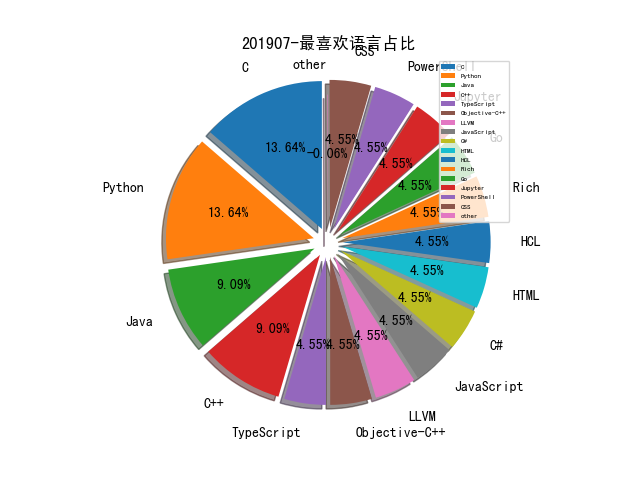 201907-最喜欢语言占比
C
other
CSS
PowerShell
Jupyter
Go
Rich
HCL
HTML
C#
JavaScript
LLVM
Objective-C++
TypeScript
C++
Java
Python
13.64%
13.64%
9.09%
9.09%
4.55%
4.55%
4.55%
4.55%
4.55%
4.55%
4.55%
4.55%
4.55%
4.55%
4.55%
4.55%
-0.06%
C
Python
Java
C++
TypeScript
Objective-C++
LLVM
JavaScript
C#
HTML
HCL
Rich
Go
Jupyter
PowerShell
CSS
other